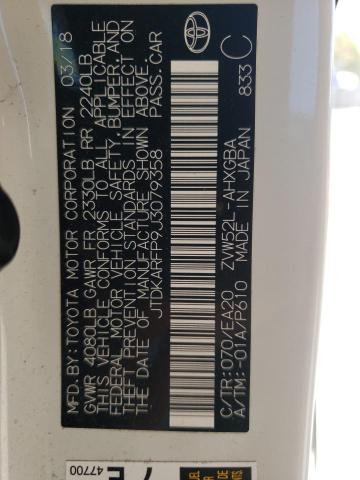 MFD. BY: TOYOTA MOTOR CORPORATION 03/18
GVWR 4080LB GAWR FR 2330LB RR 2240LB
THIS VEHICLE CONFORMS TO ALL APPLICABLE
FEDERAL MOTOR VEHICLE SAFETY, BUMPER, AND
THEFT PREVENTION STANDARDS IN EFFECT ON
THE DATE OF MANUFACTURE SHOWN ABOVE.
JTDKARFP9J3079358 PASS. CAR
C/TR:070/EA20 ZVW52L-AHXGBA
A/TM:-01A/P610 MADE IN JAPAN 833
C
47700